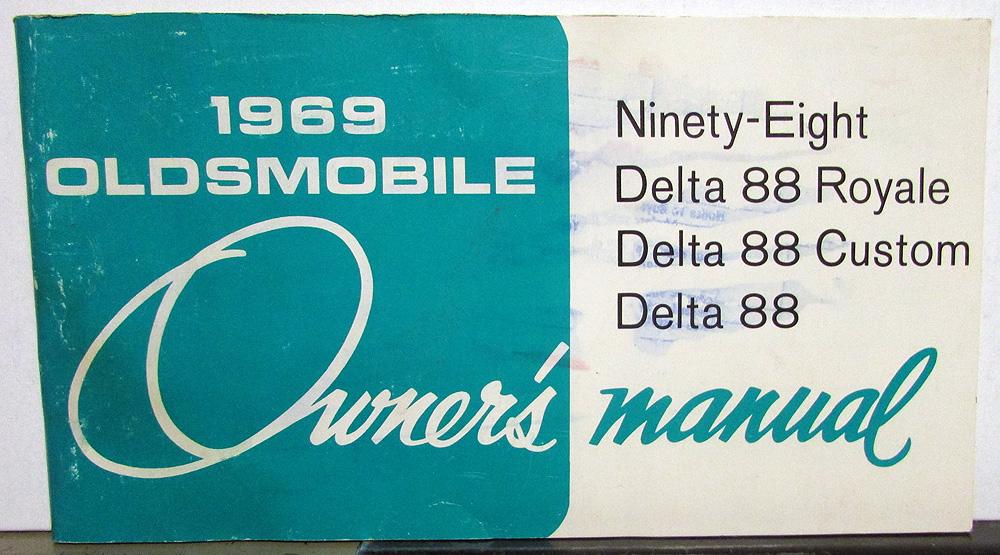 1969
OLDSMOBILE
Owner's manual
Ninety-Eight
Delta 88 Royale
Delta 88 Custom
Delta 88